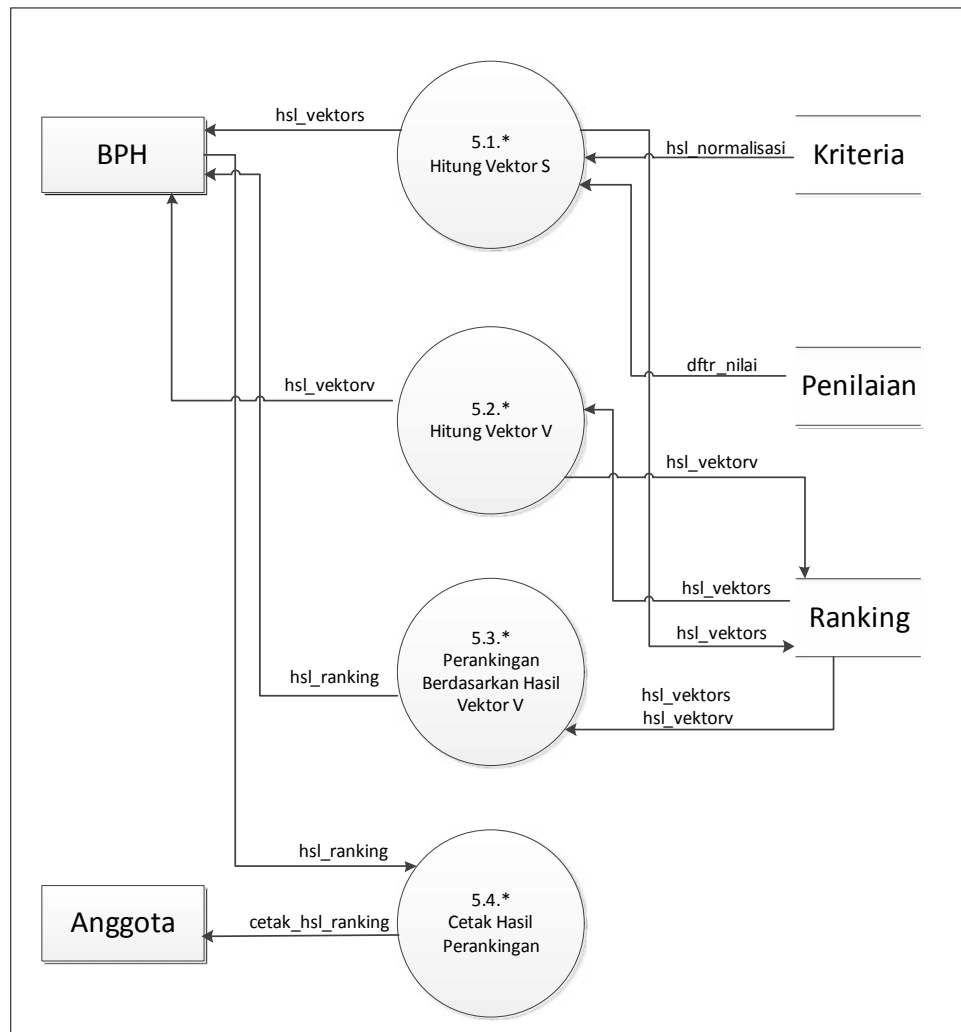 hsl_vektors
BPH
5.1.*
Hitung Vektor S
hsl_normalisasi
Kriteria
dftr_nilai
Penilaian
hsl_vektorv
5.2.*
Hitung Vektor V
hsl_vektorv
hsl_vektors
Ranking
hsl_vektors
5.3.*
Perankingan
Berdasarkan Hasil
Vektor V
hsl_ranking
hsl_vektors
hsl_vektorv
hsl_ranking
5.4.*
Cetak Hasil
Perankingan
Anggota
cetak_hsl_ranking